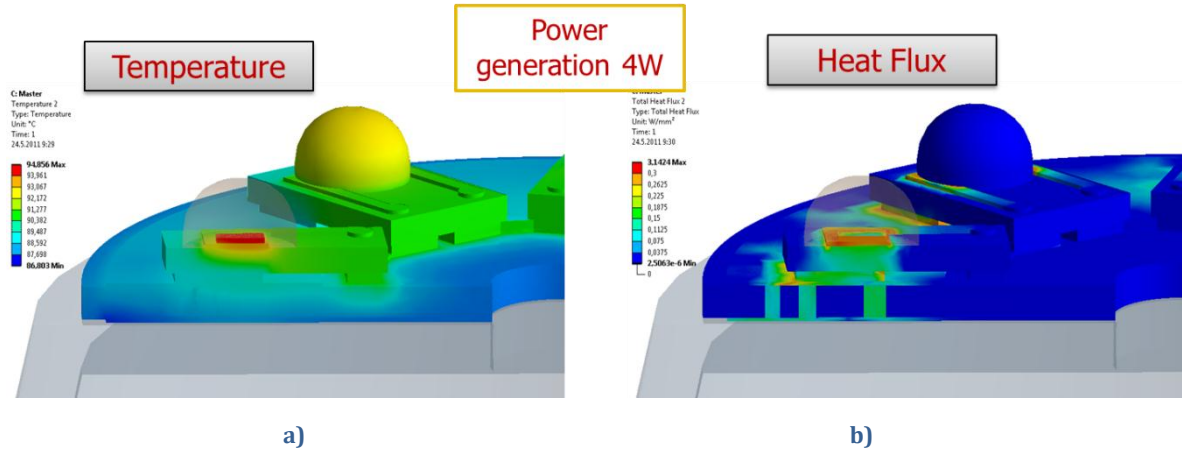 Temperature
Power
generation 4W
Heat Flux
C: Master
Temperature 2
Type: Temperature
Unit: °C
Time: 1
24.5.2011 9:29
94,856 Max
93,961
93,067
92,172
91,277
90,382
89,487
88,592
87,698
86,803 Min
Total Heat Flux 2
Type: Total Heat Flux
Unit: W/mm²
Time: 1
24.5.2011 9:30
3,1424 Max
0,3
0,2625
0,225
0,1875
0,15
0,1125
0,075
0,0375
2,5063e-6 Min
0
a)
b)